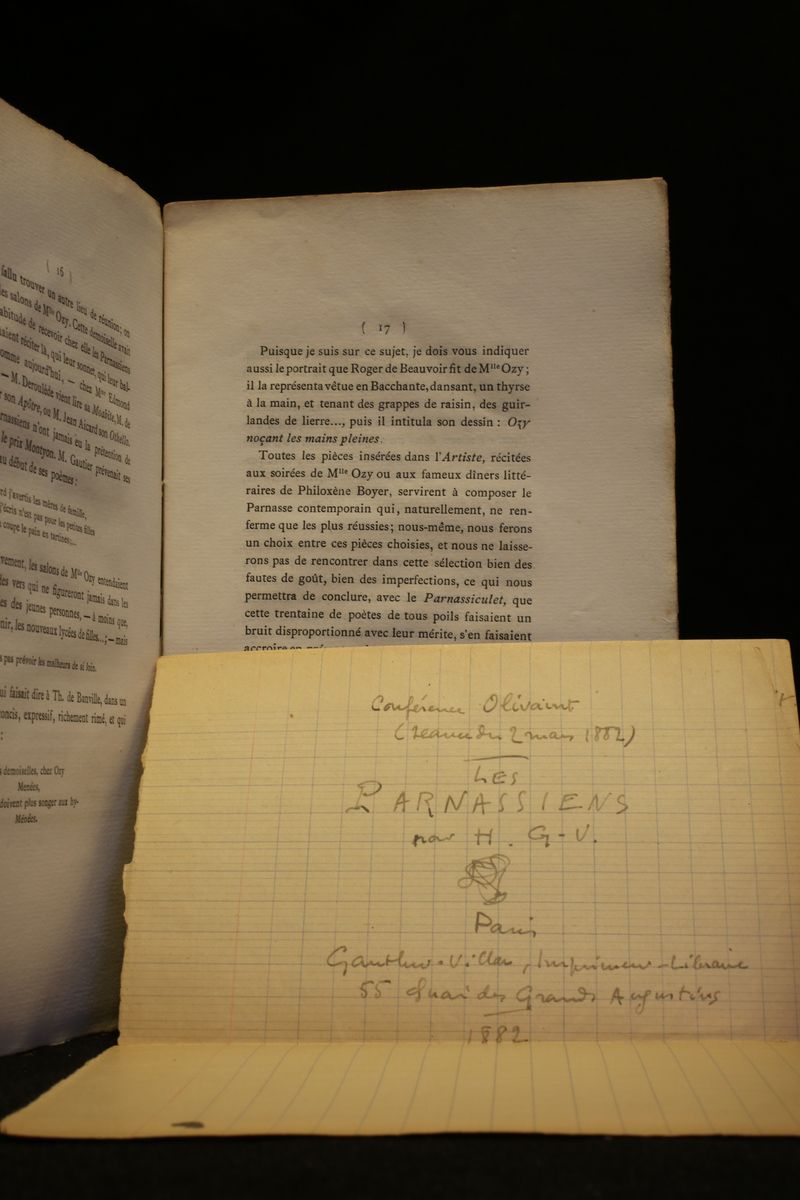 ( 16 )
fallu trouver un autre lieu de réunion; on
les salons de Mlle Ozy. Cette demoiselle avait
abitude de recevoir chez elle les Parnassiens
aient réciter là, qui leur sonnet, qui leur bal-
omme aujourd'hui, — chez Mme Edmond
— M. Deroulède vient lire sa Moabite, M. de
son Apôtre, ou M. Jean Aicard son Othello.
rnassiens n'ont jamais eu la prétention de
le prix Montyon. M. Gautier prévenait ses
au début de ses poèmes:
rd j'avertis les mères de famille,
j'écris n'est pas pour les petites filles
coupe le pain en tartines;...
vement, les salons de Mlle Ozy entendaient
les vers qui ne figureront jamais dans les
es des jeunes personnes, — à moins que,
nir, les nouveaux lycées de filles...; — mais
pas prévoir les malheurs de si loin.
ui faisait dire à Th. de Banville, dans un
oncis, expressif, richement rimé, et qui
:
demoiselles, chez Ozy
Menées,
doivent plus songer aux hy-
Ménées.
( 17 )
Puisque je suis sur ce sujet, je dois vous indiquer
aussi le portrait que Roger de Beauvoir fit de Mlle Ozy;
il la représenta vêtue en Bacchante, dansant, un thyrse
à la main, et tenant des grappes de raisin, des guir-
landes de lierre..., puis il intitula son dessin : Ozy
noçant les mains pleines.
Toutes les pièces insérées dans l'Artiste, récitées
aux soirées de Mlle Ozy ou aux fameux dîners litté-
raires de Philoxène Boyer, servirent à composer le
Parnasse contemporain qui, naturellement, ne ren-
ferme que les plus réussies; nous-même, nous ferons
un choix entre ces pièces choisies, et nous ne laisse-
rons pas de rencontrer dans cette sélection bien des
fautes de goût, bien des imperfections, ce qui nous
permettra de conclure, avec le Parnassiculet, que
cette trentaine de poètes de tous poils faisaient un
bruit disproportionné avec leur mérite, s'en faisaient
accroire
Conférence Olivaint
(Séance du 2 mars 1882)
LES
PARNASSIENS
par H. G-V.
Paris
Gauthier-Villars, Imprimeur-Libraire
55 Quai des Grands Augustins
1882